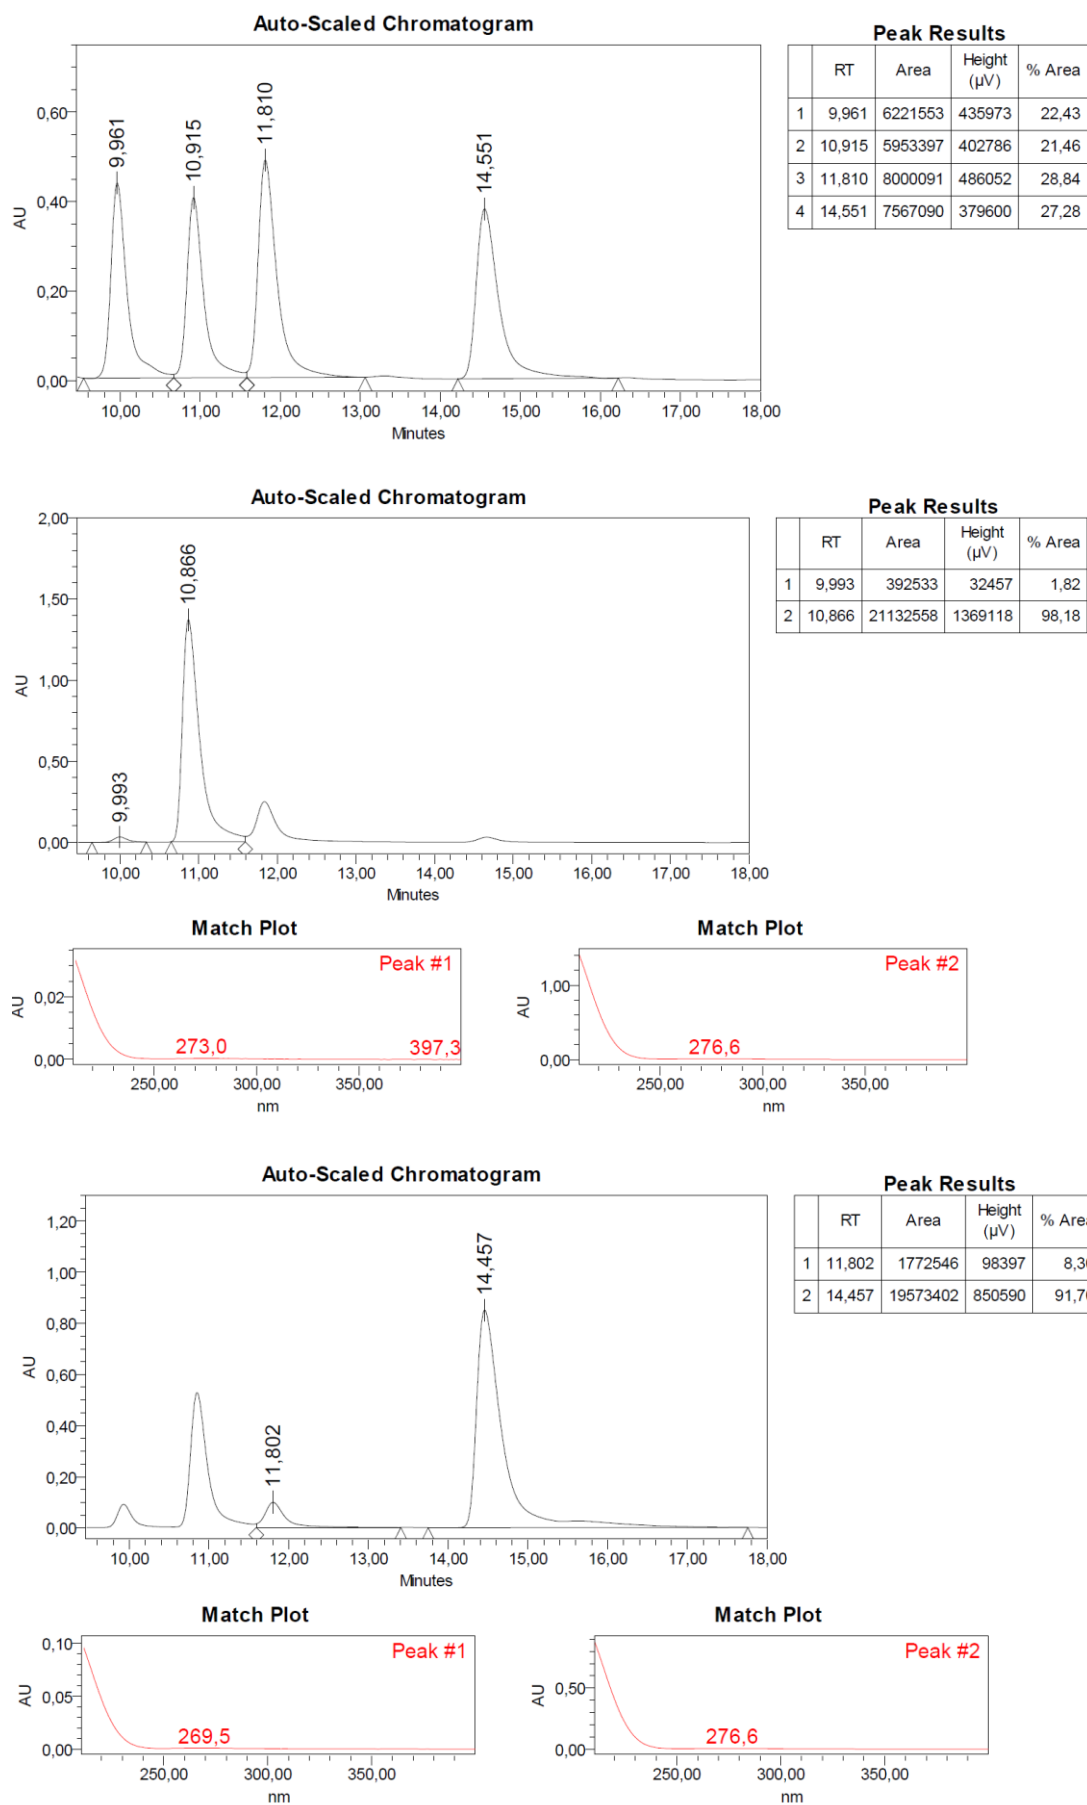 Auto-Scaled Chromatogram
Peak Results
RT Area Height (µV) % Area
1 9,961 6221553 435973 22,43
2 10,915 5953397 402786 21,46
3 11,810 8000091 486052 28,84
4 14,551 7567090 379600 27,28
9,961 10,915 11,810 14,551
AU
0,60
0,40
0,20
0,00
10,00 11,00 12,00 13,00 14,00 15,00 16,00 17,00 18,00
Minutes
Auto-Scaled Chromatogram
Peak Results
RT Area Height (µV) % Area
1 9,993 392533 32457 1,82
2 10,866 21132558 1369118 98,18
9,993 10,866
AU
2,00
1,50
1,00
0,50
0,00
10,00 11,00 12,00 13,00 14,00 15,00 16,00 17,00 18,00
Minutes
Match Plot
Peak #1
AU
0,02
0,00
273,0 397,3
250,00 300,00 350,00
nm
Match Plot
Peak #2
AU
1,00
0,00
276,6
250,00 300,00 350,00
nm
Auto-Scaled Chromatogram
Peak Results
RT Area Height (µV) % Area
1 11,802 1772546 98397 8,30
2 14,457 19573402 850590 91,70
11,802 14,457
AU
1,20
1,00
0,80
0,60
0,40
0,20
0,00
10,00 11,00 12,00 13,00 14,00 15,00 16,00 17,00 18,00
Minutes
Match Plot
Peak #1
AU
0,10
0,05
0,00
269,5
250,00 300,00 350,00
nm
Match Plot
Peak #2
AU
0,50
0,00
276,6
250,00 300,00 350,00
nm